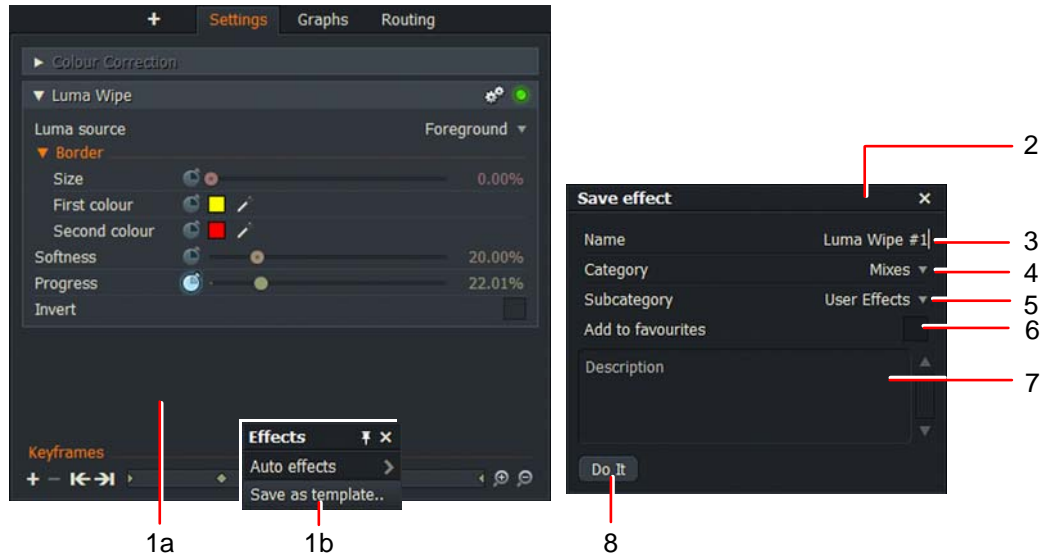 + Settings Graphs Routing
Colour Correction
Luma Wipe
Luma source Foreground
Border
Size 0.00%
First colour
Second colour
Softness 20.00%
Progress 22.01%
Invert
Keyframes
Effects
Auto effects
Save as template..
1a
1b
Save effect
Name Luma Wipe #1
Category Mixes
Subcategory User Effects
Add to favourites
Description
Do It
2
3
4
5
6
7
8